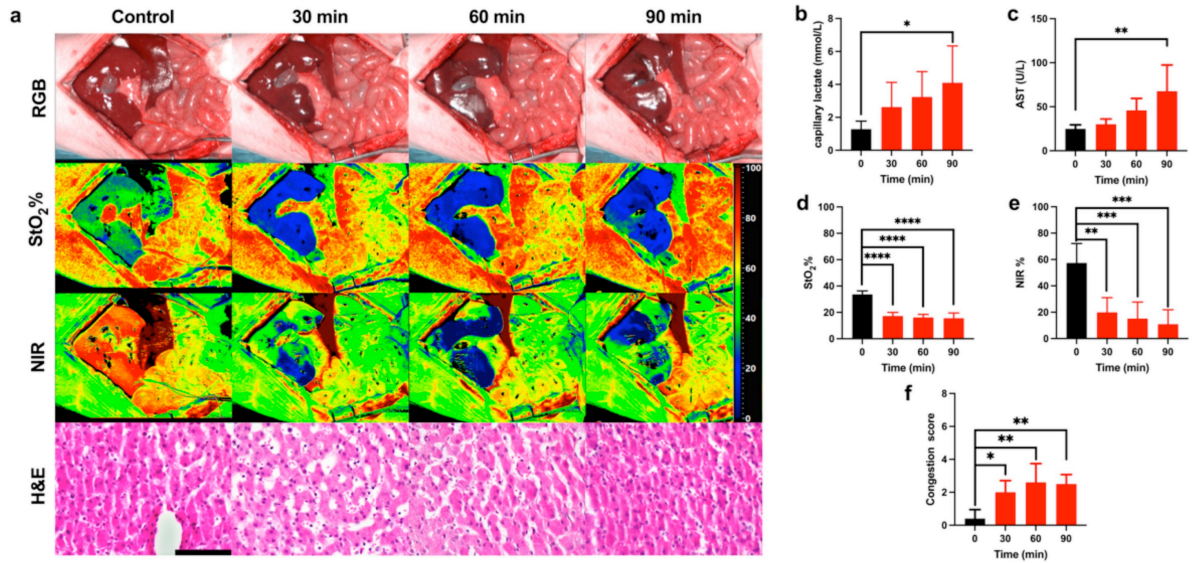 a
Control
30 min
60 min
90 min
RGB
StO2%
NIR
H&E
100
80
60
40
20
0
b
capillary lactate (mmol/L)
8
6
4
2
0
*
0 30 60 90
Time (min)
c
AST (U/L)
150
100
50
0
**
0 30 60 90
Time (min)
d
StO2%
100
80
60
40
20
0
****
****
****
0 30 60 90
Time (min)
e
NIR %
100
80
60
40
20
0
***
***
**
0 30 60 90
Time (min)
f
Congestion score
8
6
4
2
0
**
**
*
0 30 60 90
Time (min)